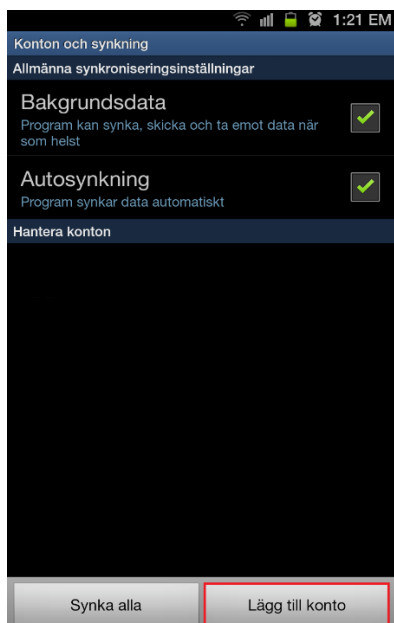 1:21 EM
Konton och synkning
Allmänna synkroniseringsinställningar
Bakgrundsdata
Program kan synka, skicka och ta emot data när
som helst
Autosynkning
Program synkar data automatiskt
Hantera konton
Synka alla
Lägg till konto